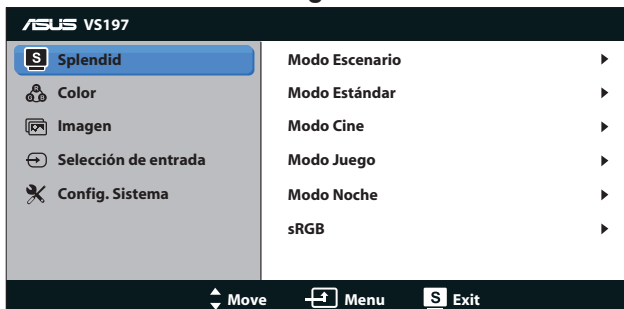 ASUS VS197
S Splendid
Color
Imagen
Selección de entrada
Config. Sistema
Modo Escenario
Modo Estándar
Modo Cine
Modo Juego
Modo Noche
sRGB
Move Menu S Exit